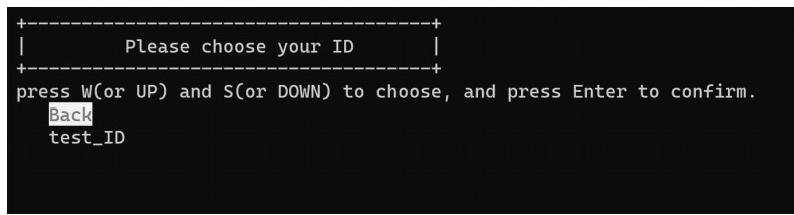 +-------------------------------------+
|         Please choose your ID       |
+-------------------------------------+
press W(or UP) and S(or DOWN) to choose, and press Enter to confirm.
   Back
   test_ID